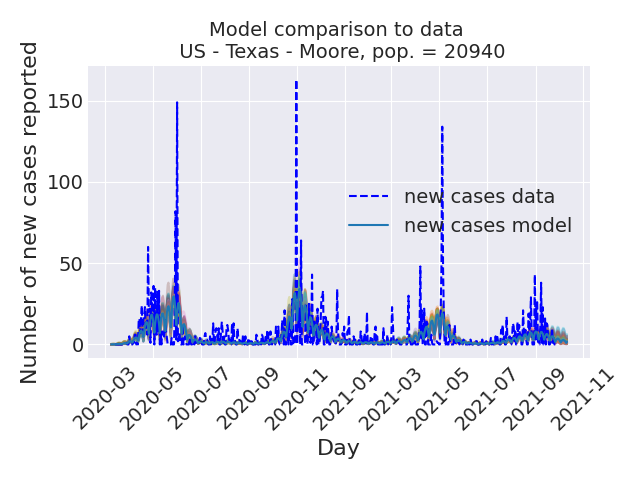 Model comparison to data
US - Texas - Moore, pop. = 20940
Number of new cases reported
150
100
50
0
new cases data
new cases model
2020-03
2020-05
2020-07
2020-09
2020-11
2021-01
2021-03
2021-05
2021-07
2021-09
2021-11
Day